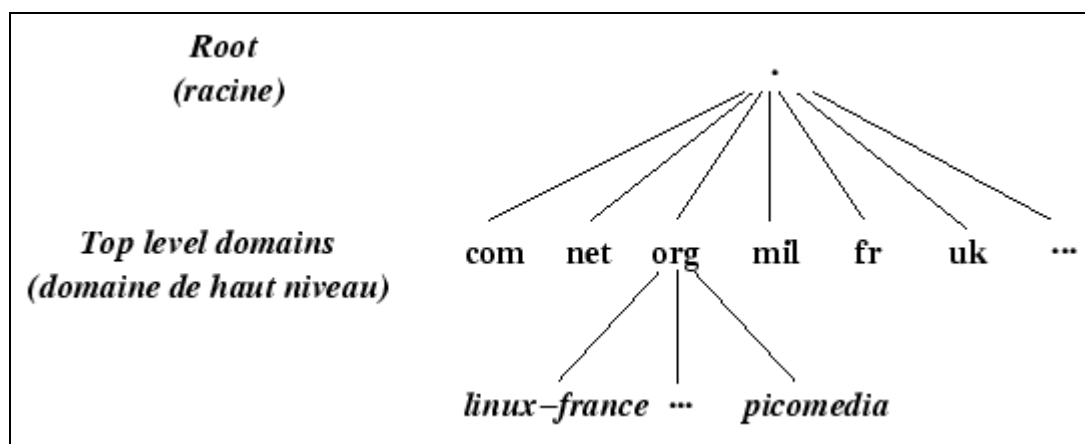 Root
(racine)
.
Top level domains
(domaine de haut niveau)
com net org mil fr uk ...
linux-france ... picomedia